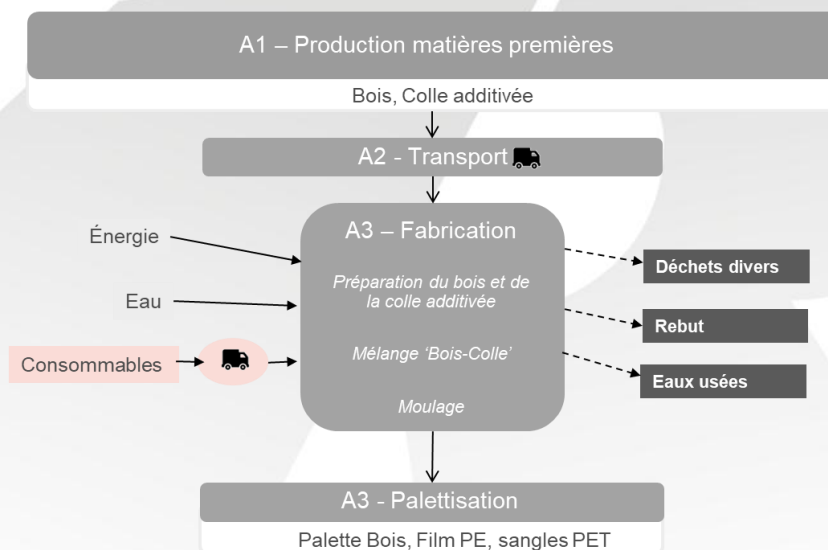 A1 – Production matières premières
Bois, Colle additivée
A2 - Transport
A3 – Fabrication
Énergie
Préparation du bois et de
la colle additivée
Déchets divers
Eau
Rebut
Mélange ‘Bois-Colle’
Consommables
Eaux usées
Moulage
A3 - Palettisation
Palette Bois, Film PE, sangles PET